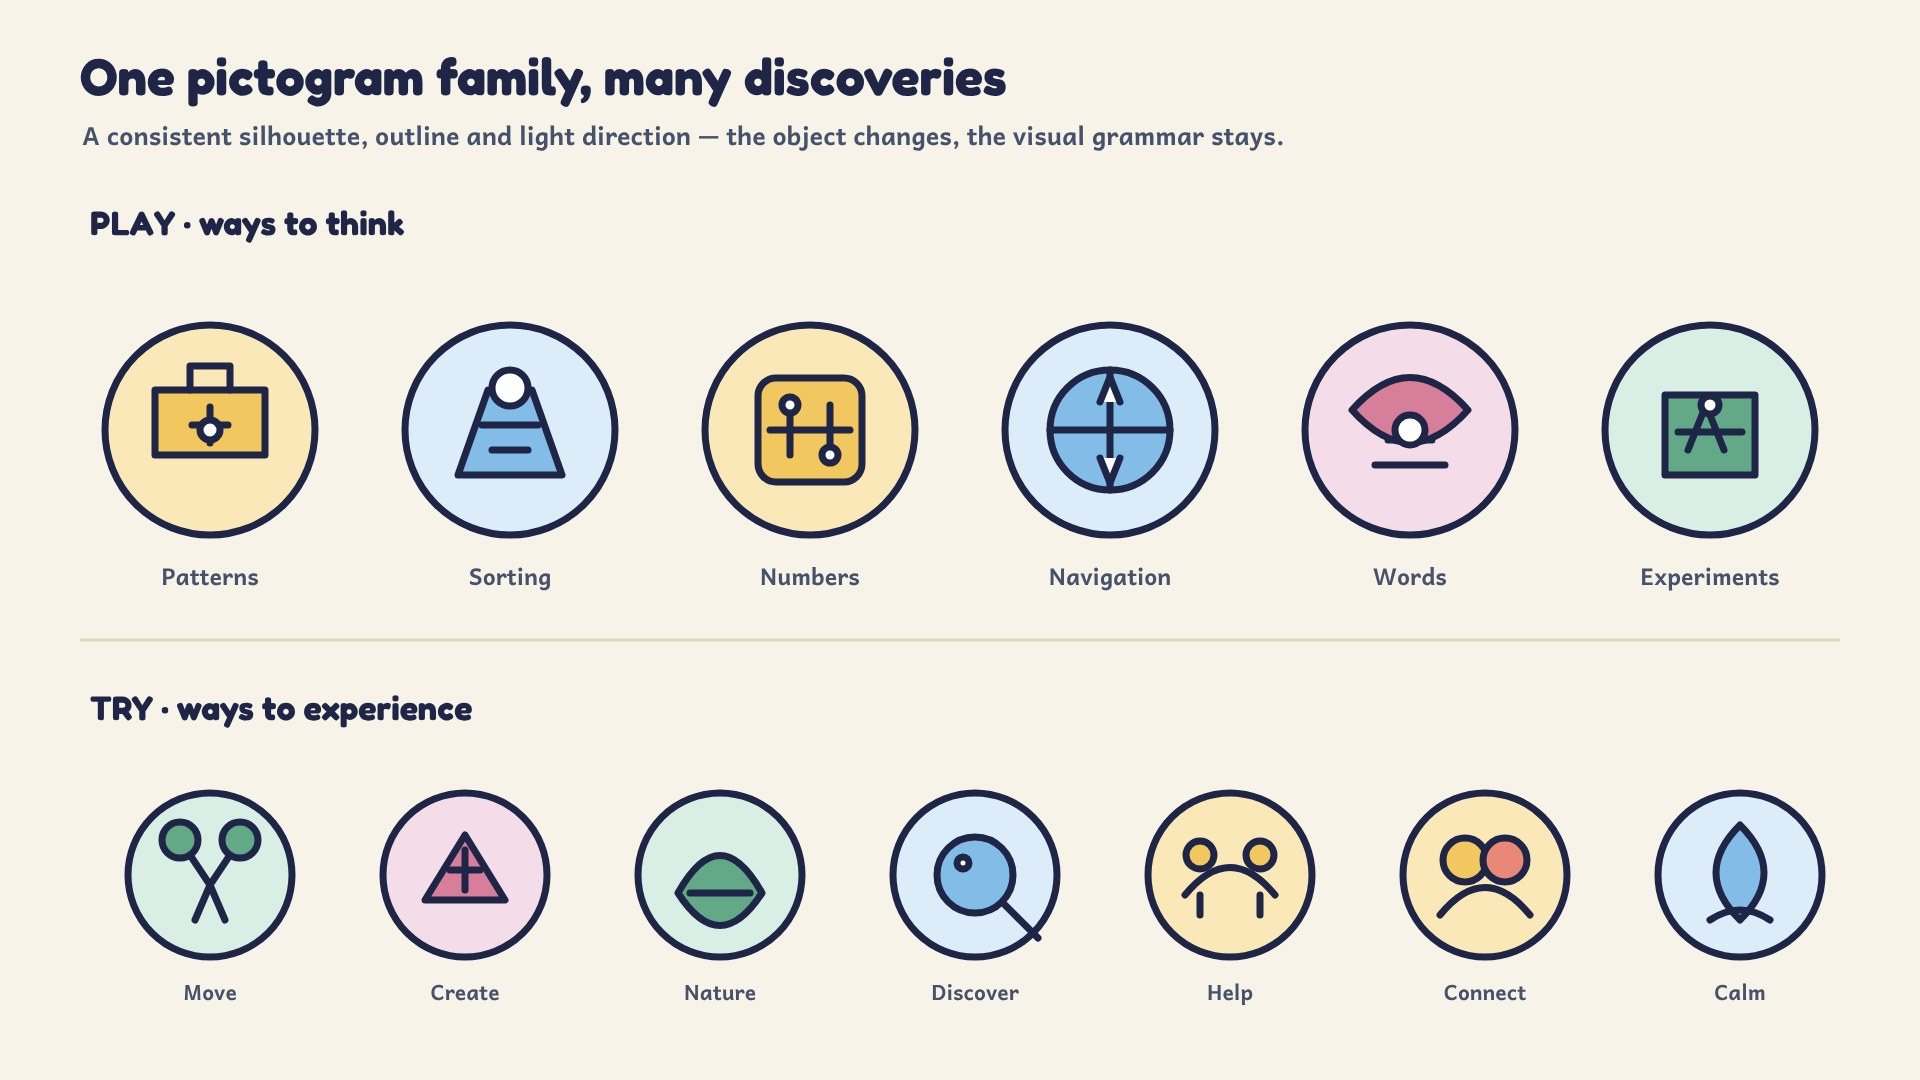 One pictogram family, many discoveries
A consistent silhouette, outline and light direction — the object changes, the visual grammar stays.
PLAY · ways to think
Patterns
Sorting
Numbers
Navigation
Words
Experiments
TRY · ways to experience
Move
Create
Nature
Discover
Help
Connect
Calm